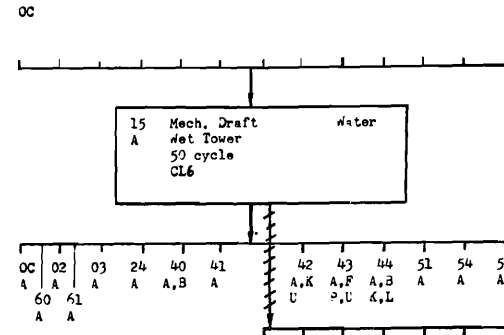 OC
15 Mech. Draft Water
A Wet Tower
50 cycle
CL6
OC 02 03 24 40 41 42 43 44 51 54 5
A A A A A,B A A,K A,F A,B A A A
60 61 U P,U K,L
A A